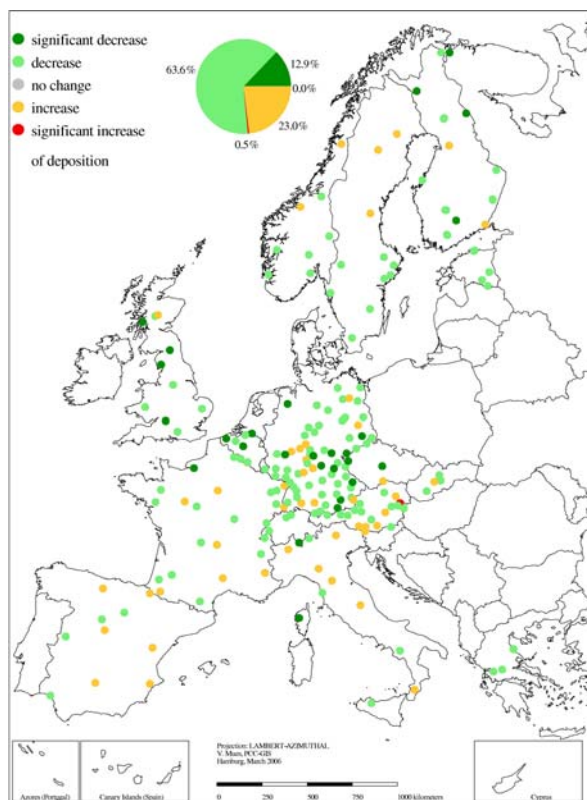 significant decrease
decrease
no change
increase
significant increase
of deposition
63.6%
12.9%
0.0%
23.0%
0.5%
Projection: LAMBERT-AZIMUTHAL
V. Mues, PCC-GIS
Hamburg, March 2006
0 250 500 750 1000 kilometers
Azores (Portugal)
Canary Islands (Spain)
Cyprus